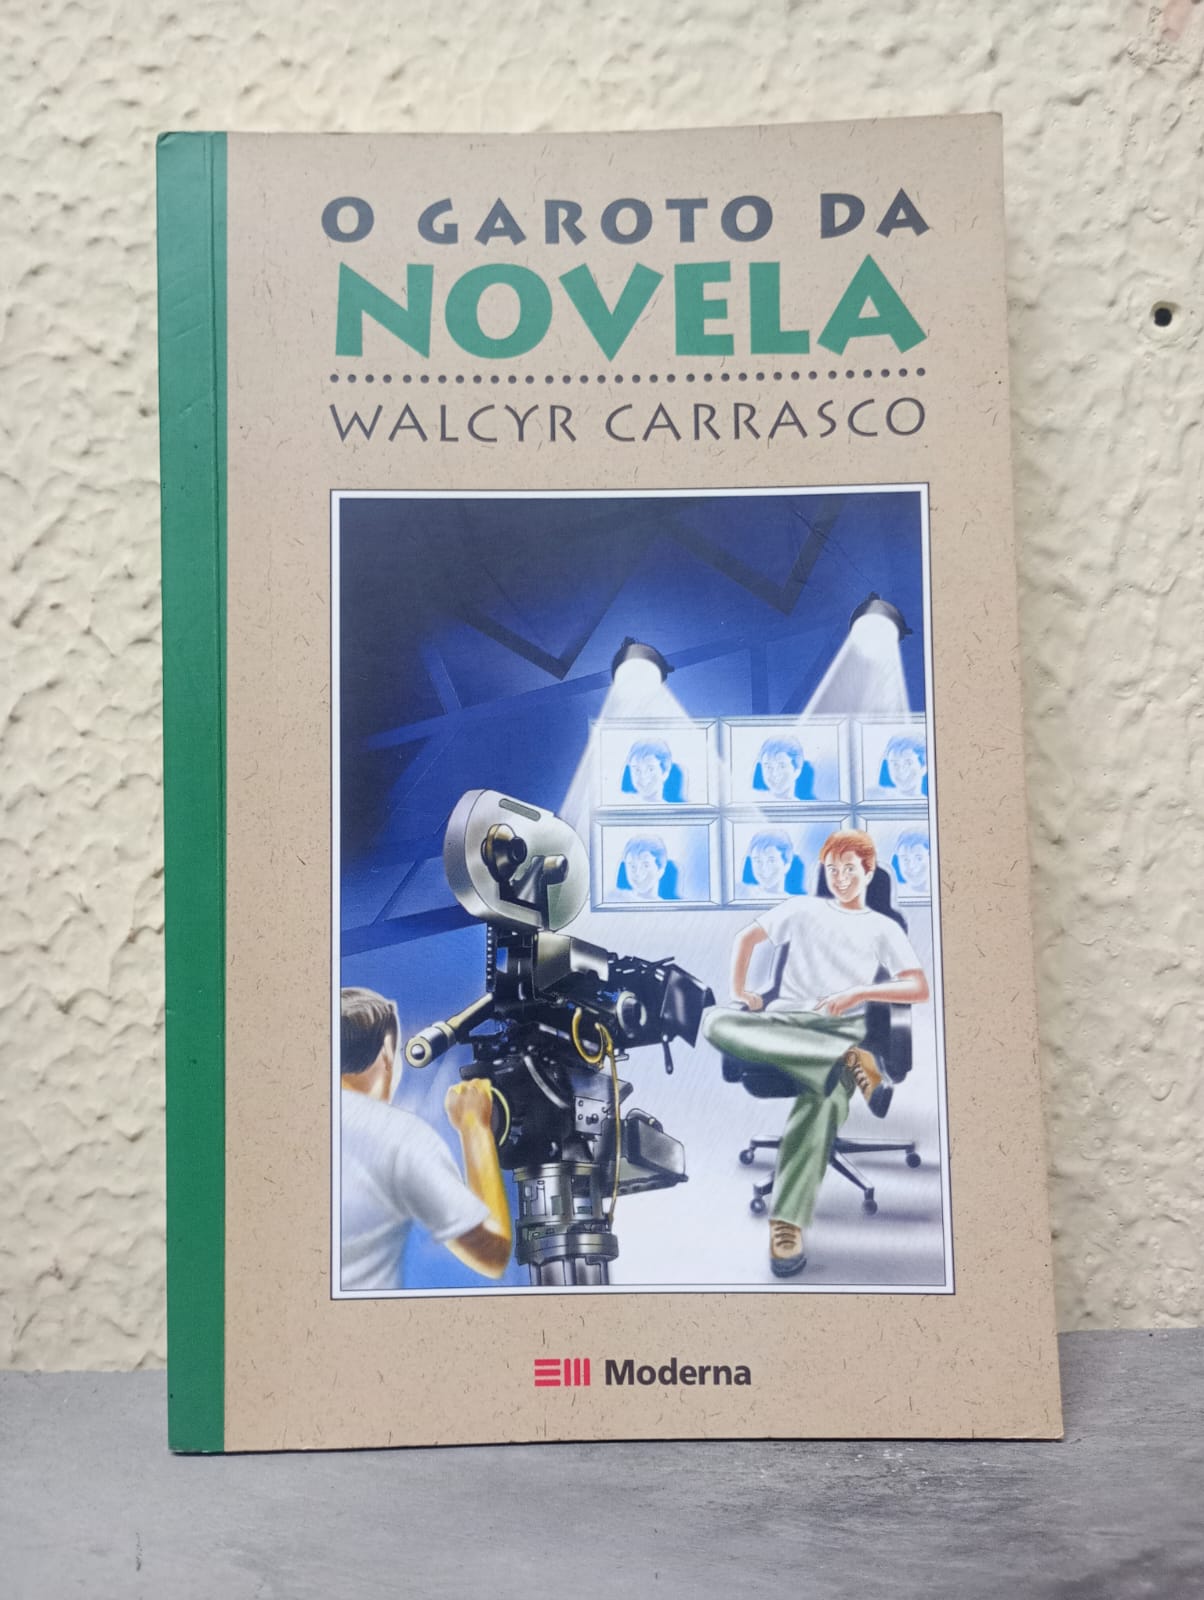 O GAROTO DA
NOVELA
WALCYR CARRASCO
Moderna